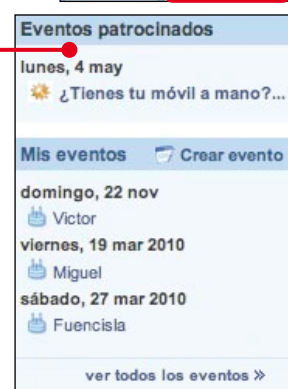 Eventos patrocinados
lunes, 4 may
¿Tienes tu móvil a mano?...
Mis eventos Crear evento
domingo, 22 nov
Victor
viernes, 19 mar 2010
Miguel
sábado, 27 mar 2010
Fuencisla
ver todos los eventos »